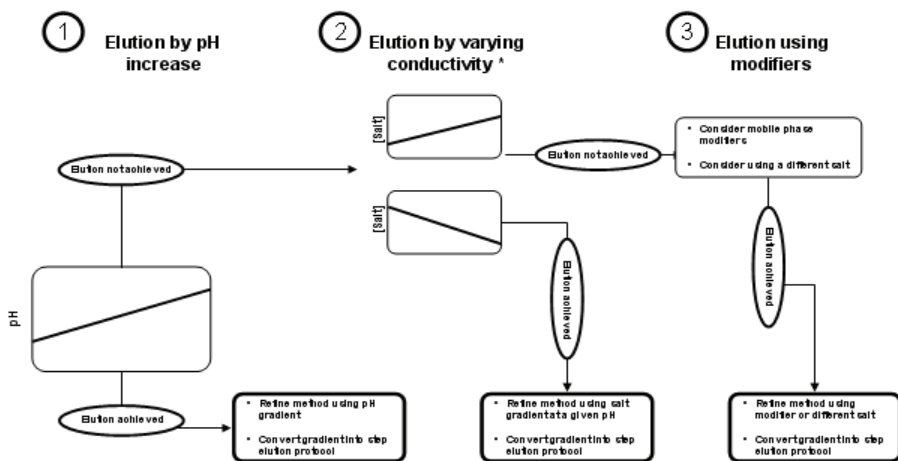 1
Elution by pH
increase
2
Elution by varying
conductivity *
3
Elution using
modifiers
[salt]
Elution not achieved
• Consider mobile phase
modifiers
• Consider using a different salt
Elution not achieved
[salt]
Elution achieved
Elution achieved
pH
Elution achieved
• Refine method using pH
gradient
• Convert gradient into step
elution protocol
• Refine method using salt
gradient at a given pH
• Convert gradient into step
elution protocol
• Refine method using
modifier or different salt
• Convert gradient into step
elution protocol